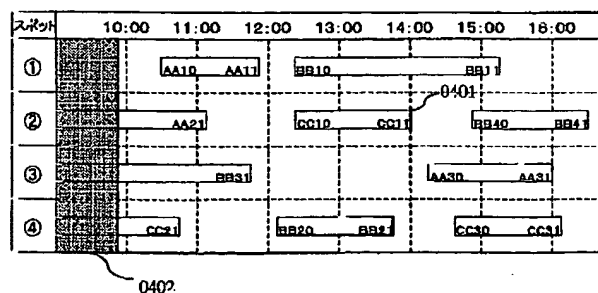 スポット 10:00 11:00 12:00 13:00 14:00 15:00 16:00
① AA10 AA11 BB10 BB11
0401
② AA21 CC10 CC11 BB40 BB41
③ BB31 AA30 AA31
④ CC21 BB20 BB21 CC30 CC31
0402